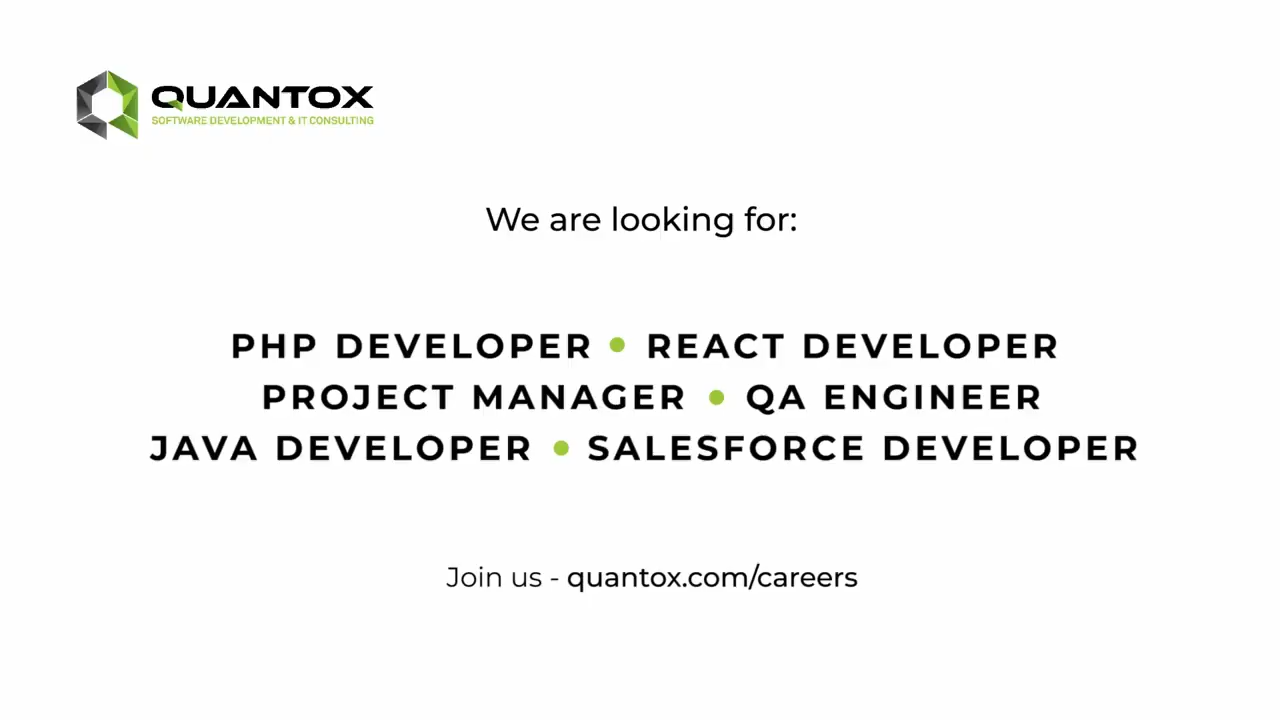 QUANTOX
SOFTWARE DEVELOPMENT & IT CONSULTING
We are looking for:
PHP DEVELOPER • REACT DEVELOPER
PROJECT MANAGER • QA ENGINEER
JAVA DEVELOPER • SALESFORCE DEVELOPER
Join us - quantox.com/careers